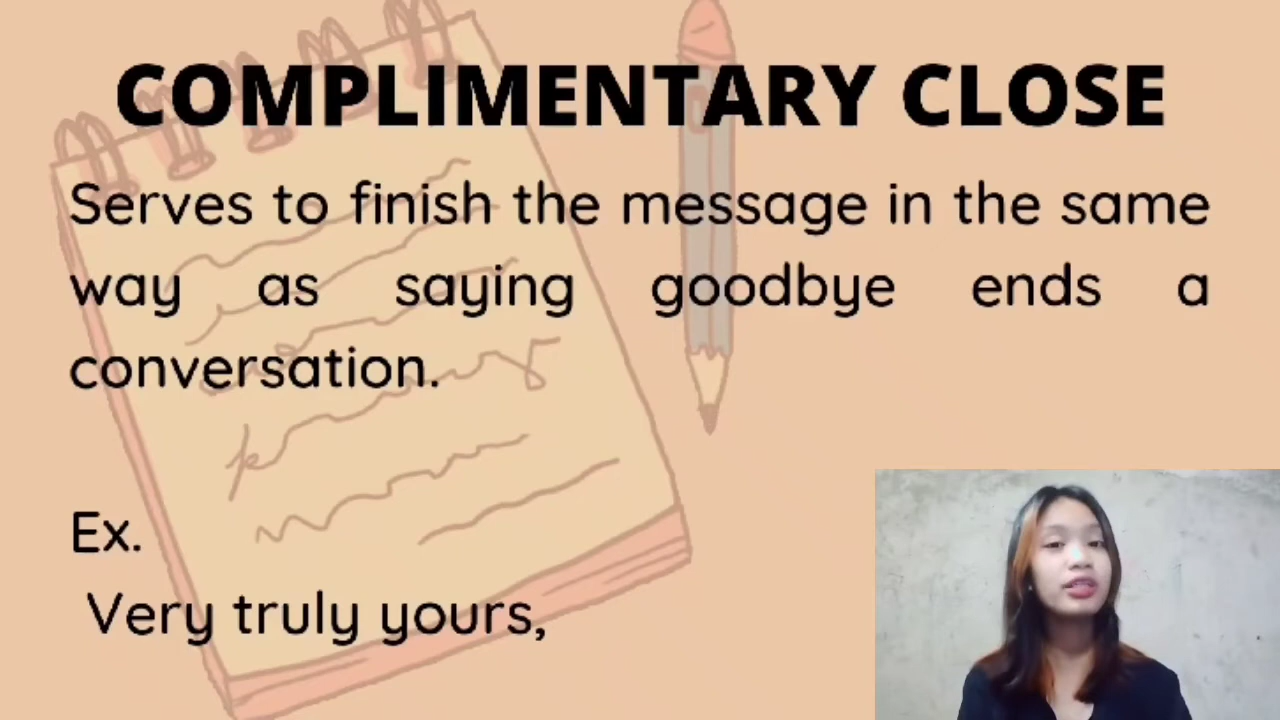 COMPLIMENTARY CLOSE
Serves to finish the message in the same
way as saying goodbye ends a
conversation.
Ex.
Very truly yours,